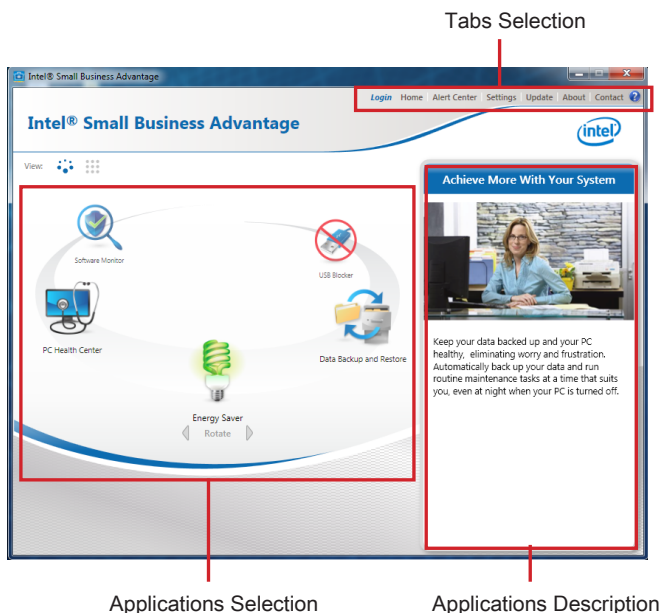 Tabs Selection
Intel® Small Business Advantage
Login Home Alert Center Settings Update About Contact ?
Intel® Small Business Advantage
intel
View:
Achieve More With Your System
Software Monitor
USB Blocker
PC Health Center
Data Backup and Restore
Energy Saver
Rotate
Keep your data backed up and your PC
healthy, eliminating worry and frustration.
Automatically back up your data and run
routine maintenance tasks at a time that suits
you, even at night when your PC is turned off.
Applications Selection
Applications Description